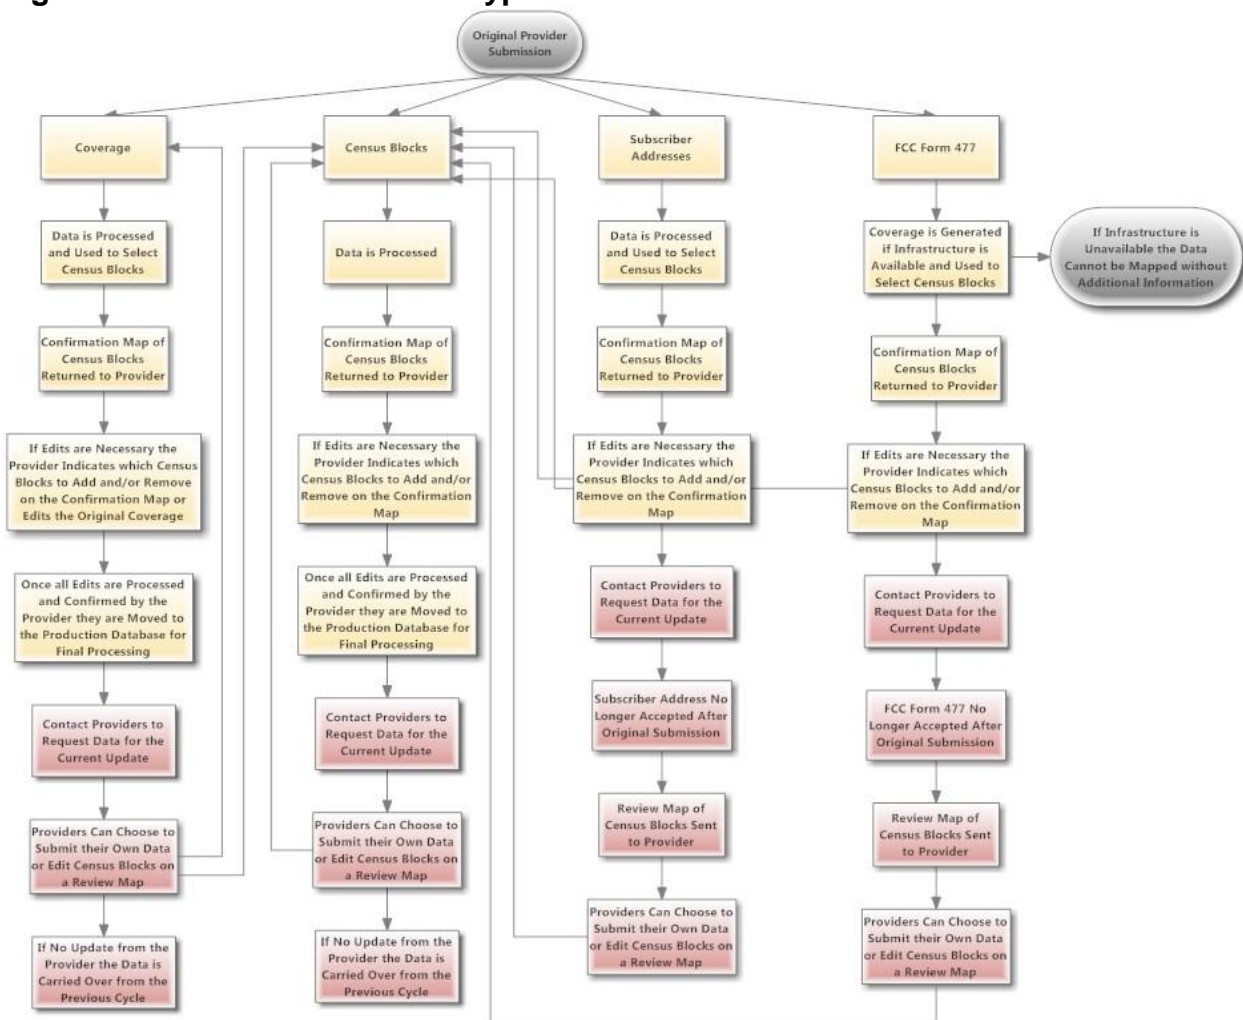 Original Provider
Submission
Coverage
Census Blocks
Subscriber
Addresses
FCC Form 477
Data is Processed
and Used to Select
Census Blocks
Data is Processed
Data is Processed
and Used to Select
Census Blocks
Coverage is Generated
if Infrastructure is
Available and Used to
Select Census Blocks
If Infrastructure is
Unavailable the Data
Cannot be Mapped without
Additional Information
Confirmation Map of
Census Blocks
Returned to Provider
Confirmation Map of
Census Blocks
Returned to Provider
Confirmation Map of
Census Blocks
Returned to Provider
Confirmation Map of
Census Blocks
Returned to Provider
If Edits are Necessary the
Provider Indicates which Census
Blocks to Add and/or Remove
on the Confirmation Map or
Edits the Original Coverage
If Edits are Necessary the
Provider Indicates which
Census Blocks to Add and/or
Remove on the Confirmation
Map
If Edits are Necessary the
Provider Indicates which
Census Blocks to Add and/or
Remove on the Confirmation
Map
If Edits are Necessary the
Provider Indicates which
Census Blocks to Add and/or
Remove on the Confirmation
Map
Once all Edits are Processed
and Confirmed by the
Provider they are Moved to
the Production Database for
Final Processing
Once all Edits are Processed
and Confirmed by the
Provider they are Moved to
the Production Database for
Final Processing
Contact Providers to
Request Data for the
Current Update
Contact Providers to
Request Data for the
Current Update
Contact Providers to
Request Data for the
Current Update
Contact Providers to
Request Data for the
Current Update
Subscriber Address No
Longer Accepted After
Original Submission
FCC Form 477 No
Longer Accepted After
Original Submission
Providers Can Choose to
Submit their Own Data
or Edit Census Blocks on
a Review Map
Providers Can Choose to
Submit their Own Data
or Edit Census Blocks on
a Review Map
Review Map of
Census Blocks Sent
to Provider
Review Map of
Census Blocks Sent
to Provider
If No Update from the
Provider the Data is
Carried Over from the
Previous Cycle
If No Update from the
Provider the Data is
Carried Over from the
Previous Cycle
Providers Can Choose to
Submit their Own Data
or Edit Census Blocks on
a Review Map
Providers Can Choose to
Submit their Own Data
or Edit Census Blocks on
a Review Map